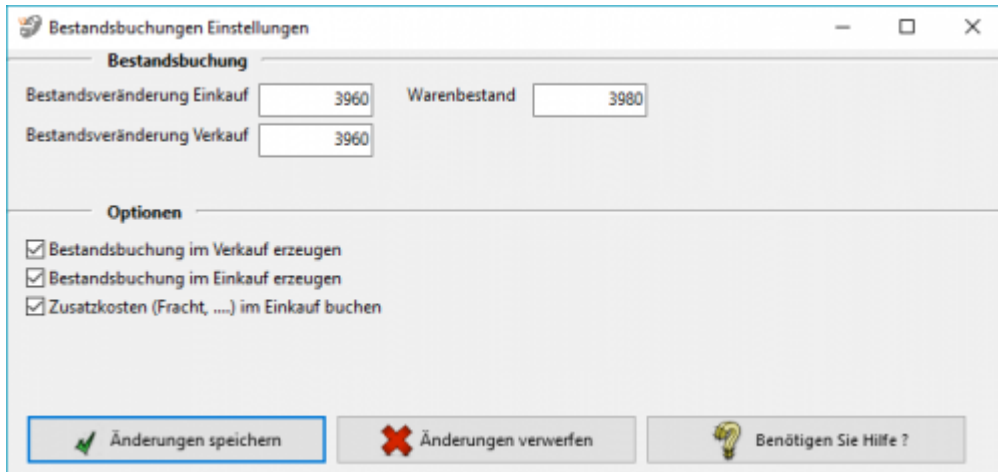 Bestandsbuchungen Einstellungen
Bestandsbuchung
Bestandsveränderung Einkauf 3960 Warenbestand 3980
Bestandsveränderung Verkauf 3960
Optionen
Bestandsbuchung im Verkauf erzeugen
Bestandsbuchung im Einkauf erzeugen
Zusatzkosten (Fracht, ....) im Einkauf buchen
Änderungen speichern Änderungen verwerfen Benötigen Sie Hilfe ?